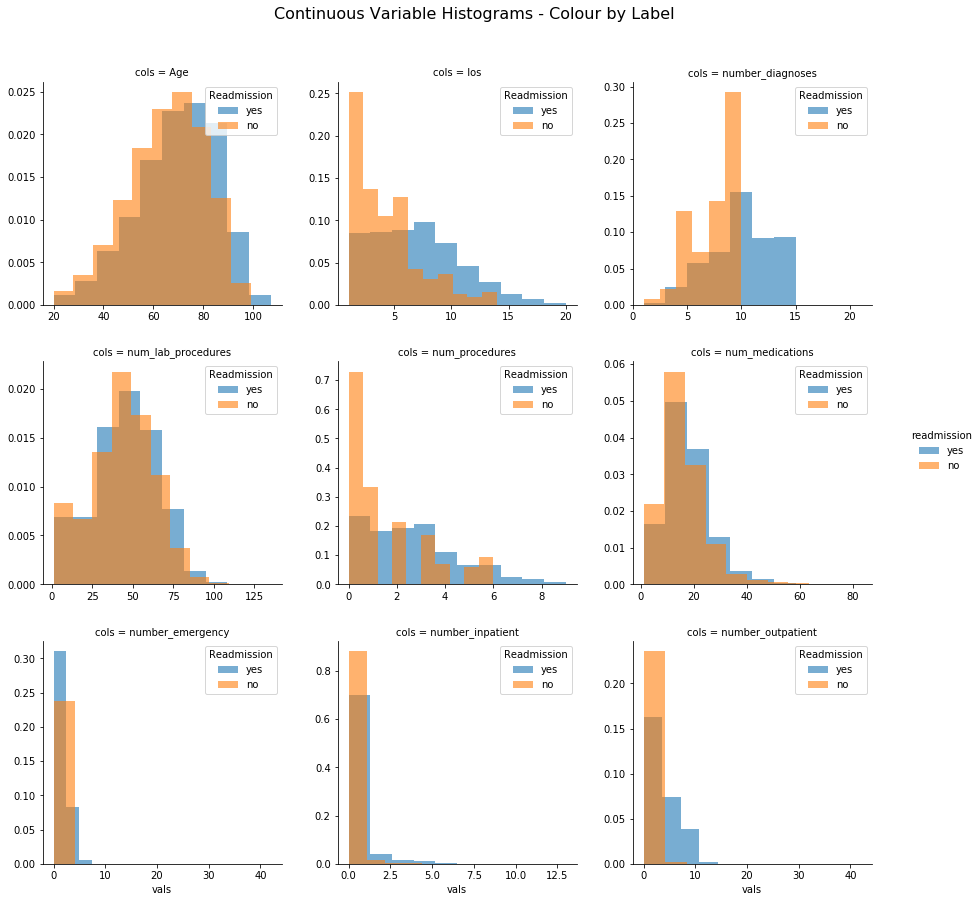 Continuous Variable Histograms - Colour by Label
cols = Age
0.025
0.020
0.015
0.010
0.005
0.000
20
40
60
80
100
Readmission
yes
no
cols = los
0.25
0.20
0.15
0.10
0.05
0.00
5
10
15
20
Readmission
yes
no
cols = number_diagnoses
0.30
0.25
0.20
0.15
0.10
0.05
0.00
0
5
10
15
20
Readmission
yes
no
cols = num_lab_procedures
0.020
0.015
0.010
0.005
0.000
0
25
50
75
100
125
Readmission
yes
no
cols = num_procedures
0.7
0.6
0.5
0.4
0.3
0.2
0.1
0.0
0
2
4
6
8
Readmission
yes
no
cols = num_medications
0.06
0.05
0.04
0.03
0.02
0.01
0.00
0
20
40
60
80
Readmission
yes
no
readmission
yes
no
cols = number_emergency
0.30
0.25
0.20
0.15
0.10
0.05
0.00
0
10
20
30
40
vals
Readmission
yes
no
cols = number_inpatient
0.8
0.6
0.4
0.2
0.0
0.0
2.5
5.0
7.5
10.0
12.5
vals
Readmission
yes
no
cols = number_outpatient
0.20
0.15
0.10
0.05
0.00
0
10
20
30
40
vals
Readmission
yes
no